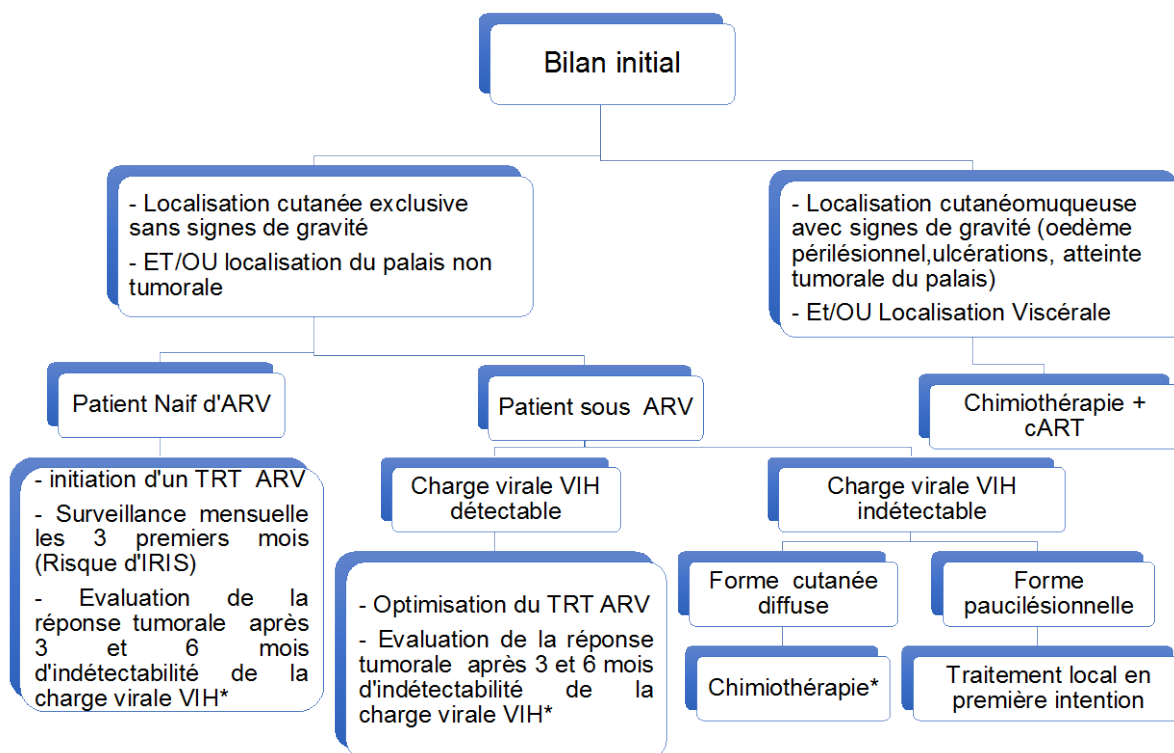 Bilan initial
- Localisation cutanée exclusive
sans signes de gravité
- ET/OU localisation du palais non
tumorale
- Localisation cutanéomuqueuse
avec signes de gravité (oedème
périlésionnel,ulcérations, atteinte
tumorale du palais)
- Et/OU Localisation Viscérale
Patient Naif d'ARV
Patient sous ARV
Chimiothérapie +
cART
- initiation d'un TRT ARV
- Surveillance mensuelle
les 3 premiers mois
(Risque d'IRIS)
- Evaluation de la
réponse tumorale après
3 et 6 mois
d'indétectabilité de la
charge virale VIH*
Charge virale VIH
détectable
Charge virale VIH
indétectable
- Optimisation du TRT ARV
- Evaluation de la réponse
tumorale après 3 et 6 mois
d'indétectabilité de la
charge virale VIH*
Forme cutanée
diffuse
Forme
paucilésionnelle
Chimiothérapie*
Traitement local en
première intention